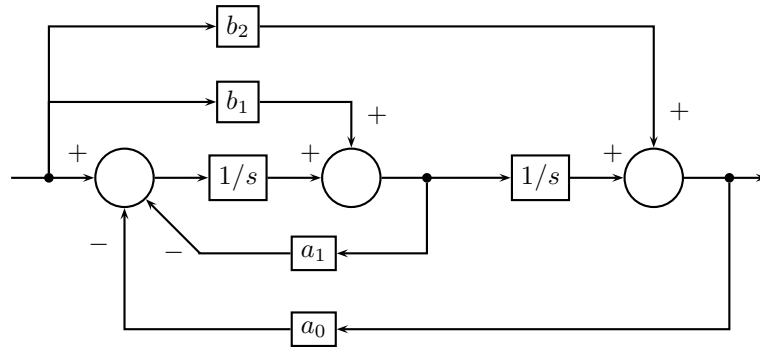 b₂
b₁
+
+
+
1/s
+
1/s
+
−
−
a₁
a₀